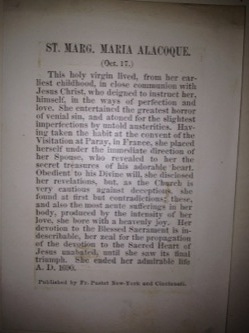 ST. MARG. MARIA ALACOQUE.
(Oct. 17.)
This holy virgin lived, from her ear-
liest childhood, in close communion with
Jesus Christ, who deigned to instruct her,
himself, in the ways of perfection and
love. She entertained the greatest horror
of venial sin, and atoned for the slightest
imperfections by untold austerities. Hav-
ing taken the habit at the convent of the
Visitation at Paray, in France, she placed
herself under the immediate direction of
her Spouse, who revealed to her the
secret treasures of his adorable heart.
Obedient to his Divine will, she disclosed
her revelations, but, as the Church is
very cautious against deceptions, she
found at first but contradictions; these,
and also the most acute sufferings in her
body, produced by the intensity of her
love, she bore with a heavenly joy. Her
devotion to the Blessed Sacrament is in-
describable, her zeal for the propagation
of the devotion to the Sacred Heart of
Jesus unabated, until she saw its final
triumph. She ended her admirable life
A. D. 1690.
Published by Fr. Pustet New-York and Cincinnati.